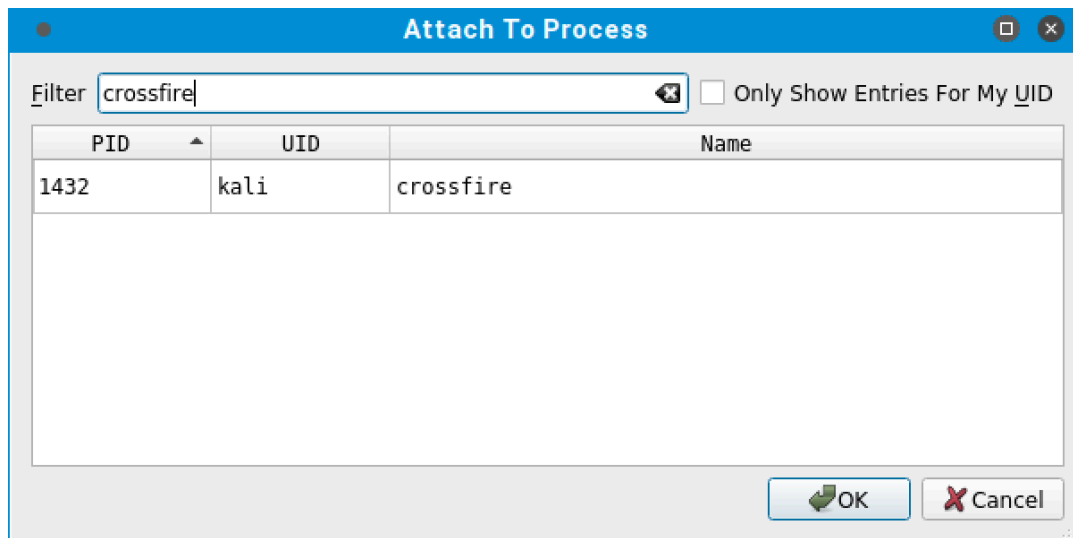 Attach To Process
Filter crossfire Only Show Entries For My UID
PID UID Name
1432 kali crossfire
OK Cancel